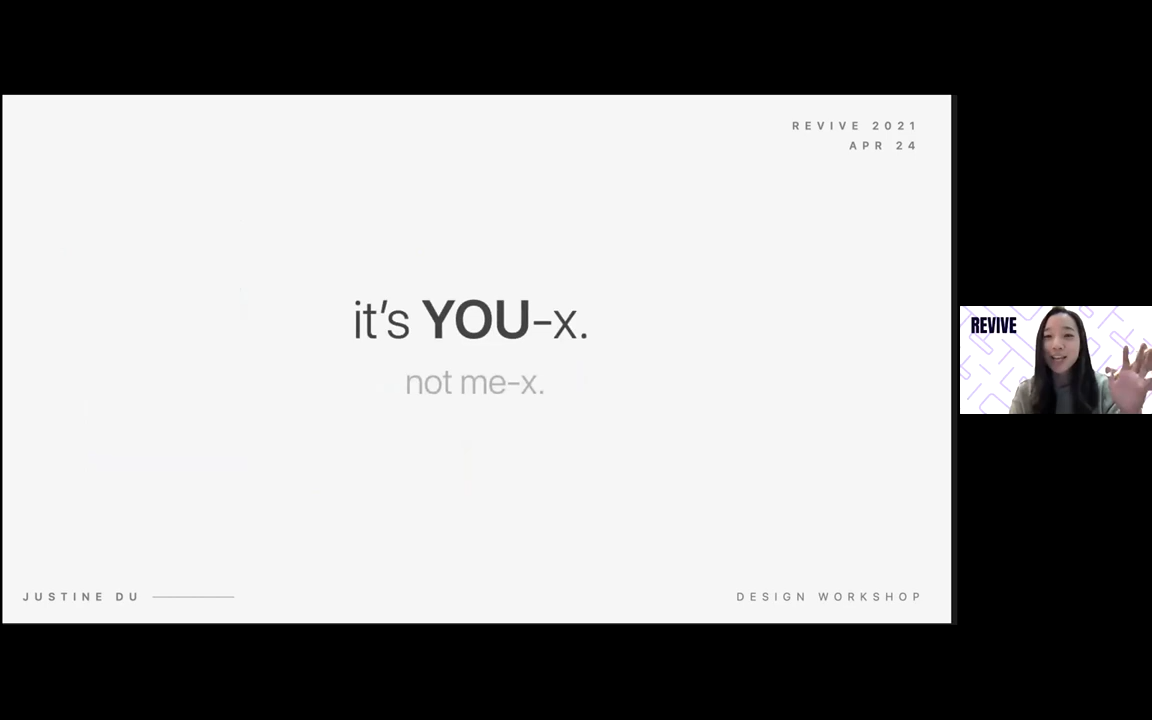 REVIVE 2021
APR 24
it's YOU-x.
not me-x.
JUSTINE DU
DESIGN WORKSHOP
REVIVE